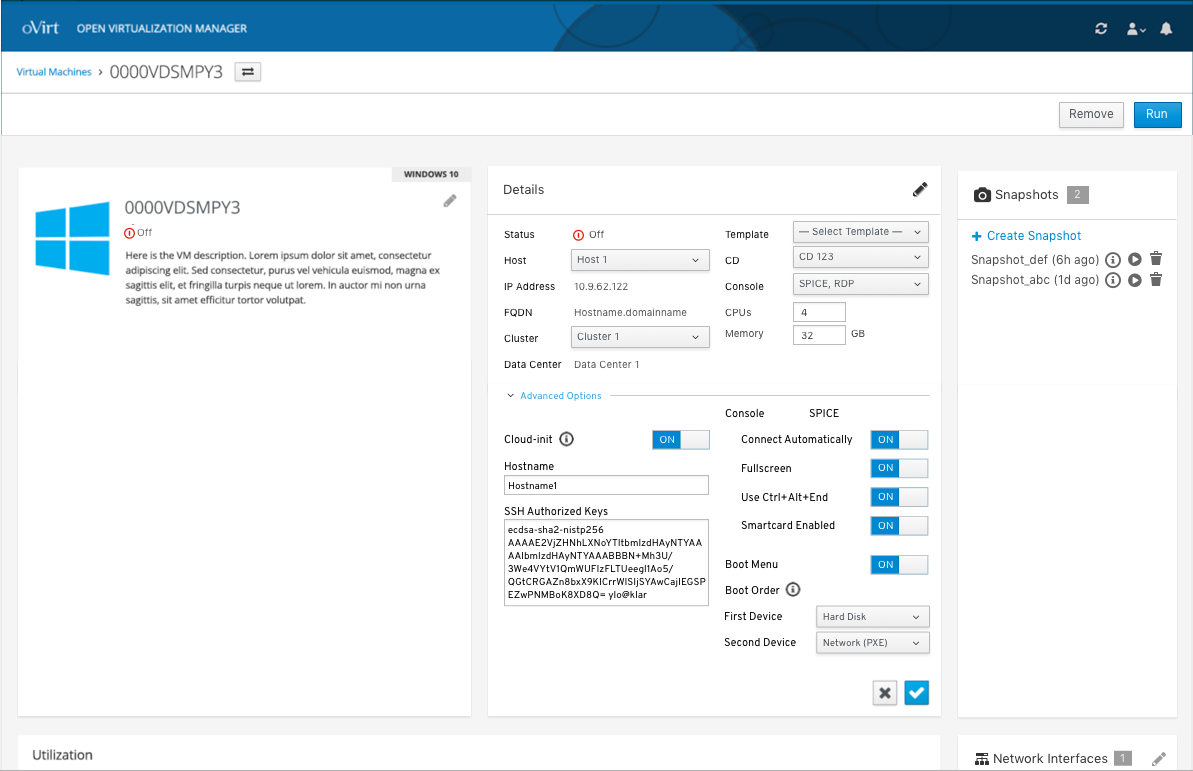 oVirt OPEN VIRTUALIZATION MANAGER
Virtual Machines › 0000VDSMPY3
Remove Run
WINDOWS 10
0000VDSMPY3
Off
Here is the VM description. Lorem ipsum dolor sit amet, consectetur
adipiscing elit. Sed consectetur, purus vel vehicula euismod, magna ex
sagittis elit, et fringilla turpis neque ut lorem. In auctor mi non urna
sagittis, sit amet efficitur tortor volutpat.
Details
Status Off
Host Host 1
IP Address 10.9.62.122
FQDN Hostname.domainname
Cluster Cluster 1
Data Center Data Center 1
Template — Select Template —
CD CD 123
Console SPICE, RDP
CPUs 4
Memory 32 GB
Advanced Options
Cloud-init ON
Hostname
Hostname1
SSH Authorized Keys
ecdsa-sha2-nistp256
AAAAE2VjZHNhLXNoYTItbmlzdHAyNTYAA
AAIbmlzdHAyNTYAAABBBN+Mh3U/
3We4VYtV1QmWUFIzFLTUeegl1Ao5/
QGtCRGAZn8bxX9KlCrrWlSIjSYAwCajlEGSP
EZwPNMBoK8XD8Q= ylo@klar
Console SPICE
Connect Automatically ON
Fullscreen ON
Use Ctrl+Alt+End ON
Smartcard Enabled ON
Boot Menu ON
Boot Order
First Device Hard Disk
Second Device Network (PXE)
Snapshots 2
+ Create Snapshot
Snapshot_def (6h ago)
Snapshot_abc (1d ago)
Utilization
Network Interfaces 1